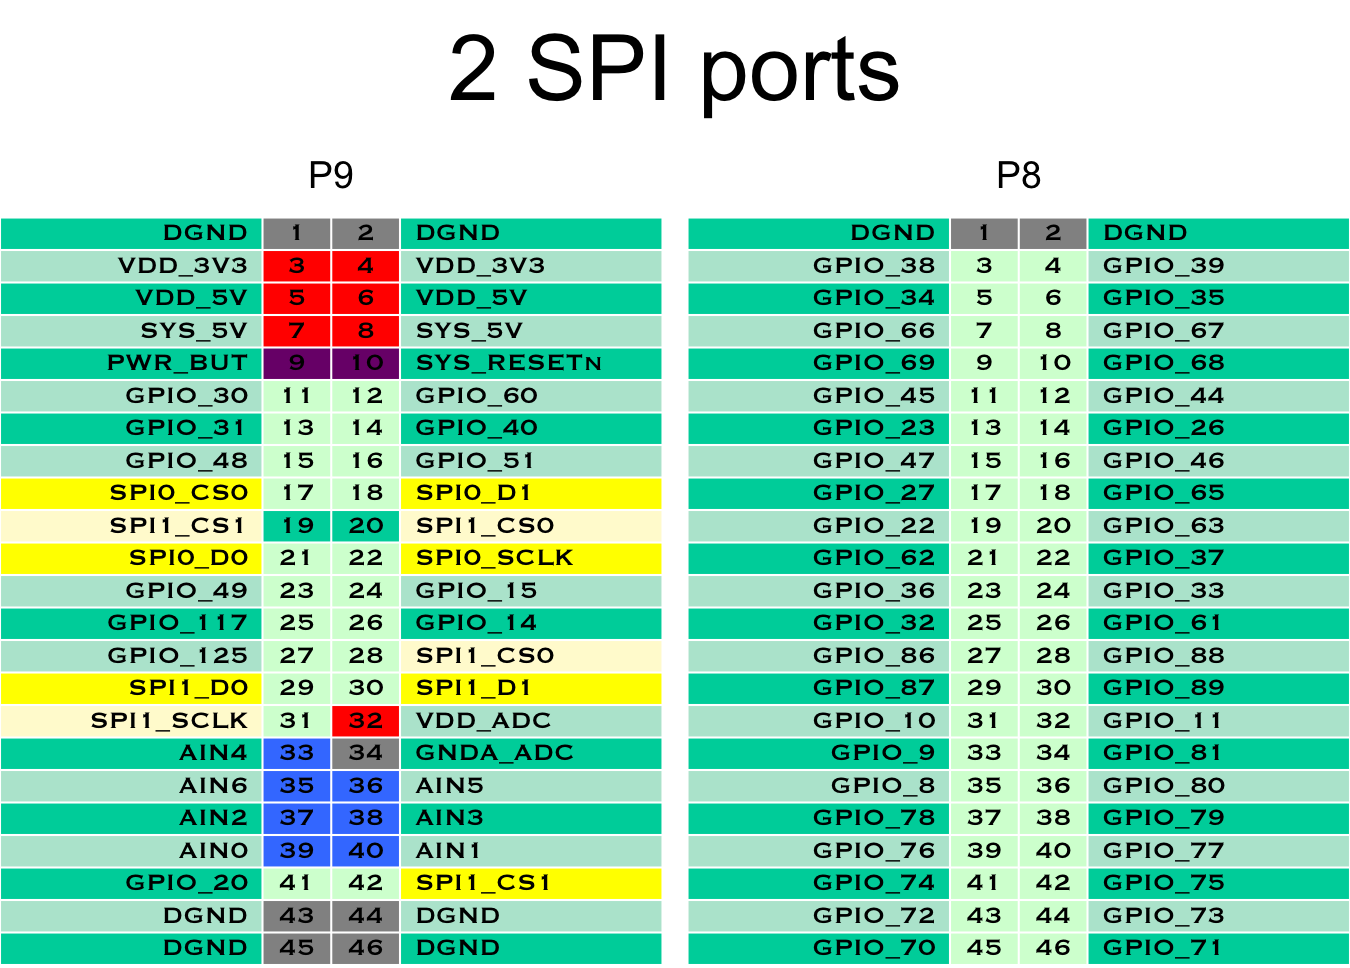 2 SPI ports
P9
DGND 1 2 DGND
VDD_3V3 3 4 VDD_3V3
VDD_5V 5 6 VDD_5V
SYS_5V 7 8 SYS_5V
PWR_BUT 9 10 SYS_RESETN
GPIO_30 11 12 GPIO_60
GPIO_31 13 14 GPIO_40
GPIO_48 15 16 GPIO_51
SPI0_CS0 17 18 SPI0_D1
SPI1_CS1 19 20 SPI1_CS0
SPI0_D0 21 22 SPI0_SCLK
GPIO_49 23 24 GPIO_15
GPIO_117 25 26 GPIO_14
GPIO_125 27 28 SPI1_CS0
SPI1_D0 29 30 SPI1_D1
SPI1_SCLK 31 32 VDD_ADC
AIN4 33 34 GNDA_ADC
AIN6 35 36 AIN5
AIN2 37 38 AIN3
AIN0 39 40 AIN1
GPIO_20 41 42 SPI1_CS1
DGND 43 44 DGND
DGND 45 46 DGND
P8
DGND 1 2 DGND
GPIO_38 3 4 GPIO_39
GPIO_34 5 6 GPIO_35
GPIO_66 7 8 GPIO_67
GPIO_69 9 10 GPIO_68
GPIO_45 11 12 GPIO_44
GPIO_23 13 14 GPIO_26
GPIO_47 15 16 GPIO_46
GPIO_27 17 18 GPIO_65
GPIO_22 19 20 GPIO_63
GPIO_62 21 22 GPIO_37
GPIO_36 23 24 GPIO_33
GPIO_32 25 26 GPIO_61
GPIO_86 27 28 GPIO_88
GPIO_87 29 30 GPIO_89
GPIO_10 31 32 GPIO_11
GPIO_9 33 34 GPIO_81
GPIO_8 35 36 GPIO_80
GPIO_78 37 38 GPIO_79
GPIO_76 39 40 GPIO_77
GPIO_74 41 42 GPIO_75
GPIO_72 43 44 GPIO_73
GPIO_70 45 46 GPIO_71